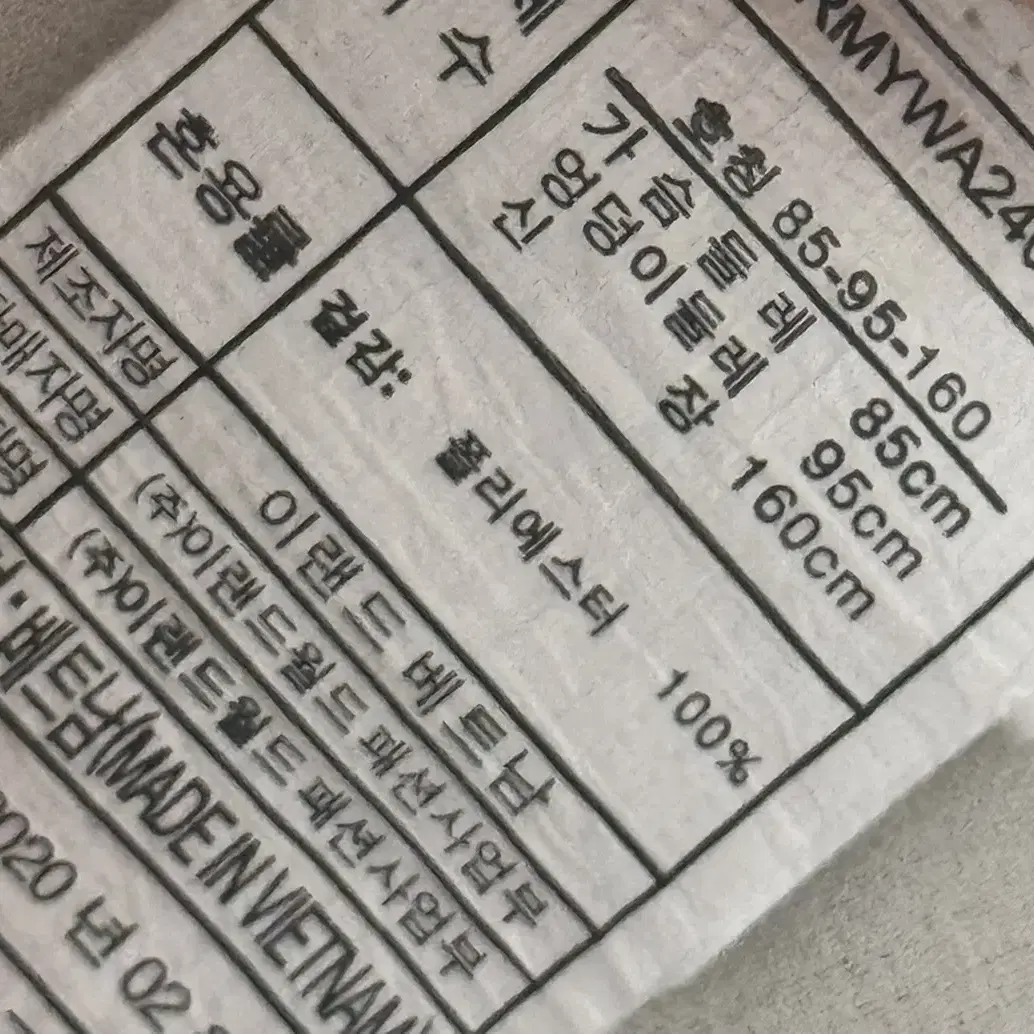 RMYWA24
수
호칭 85-95-160
가슴둘레 85cm
엉덩이둘레 95cm
신장 160cm
혼용률
겉감:
폴리에스터 100%
제조자명 이랜드 베트남
매자명 (주)이랜드월드 패션사업부
명 (주)이랜드월드 패션사업부
베트남(MADE IN VIETNAM)
2020 년 02